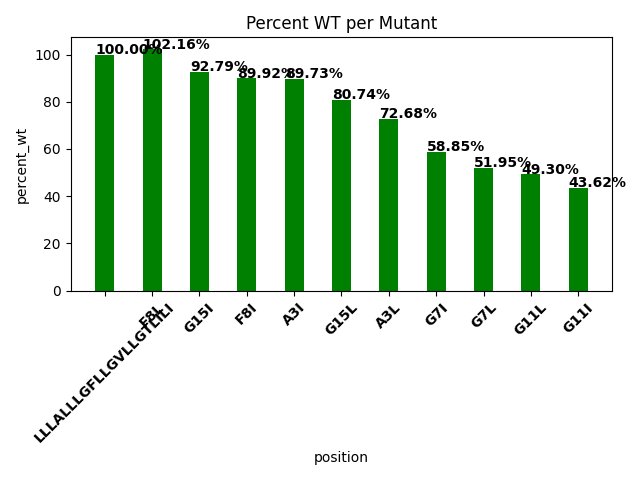 Percent WT per Mutant
100.00%
102.16%
92.79%
89.92%
89.73%
80.74%
72.68%
58.85%
51.95%
49.30%
43.62%
percent_wt
100
80
60
40
20
0
LLLALLLGFLLGVLLGTLILI
F8L
G15I
F8I
A3I
G15L
A3L
G7I
G7L
G11L
G11I
position